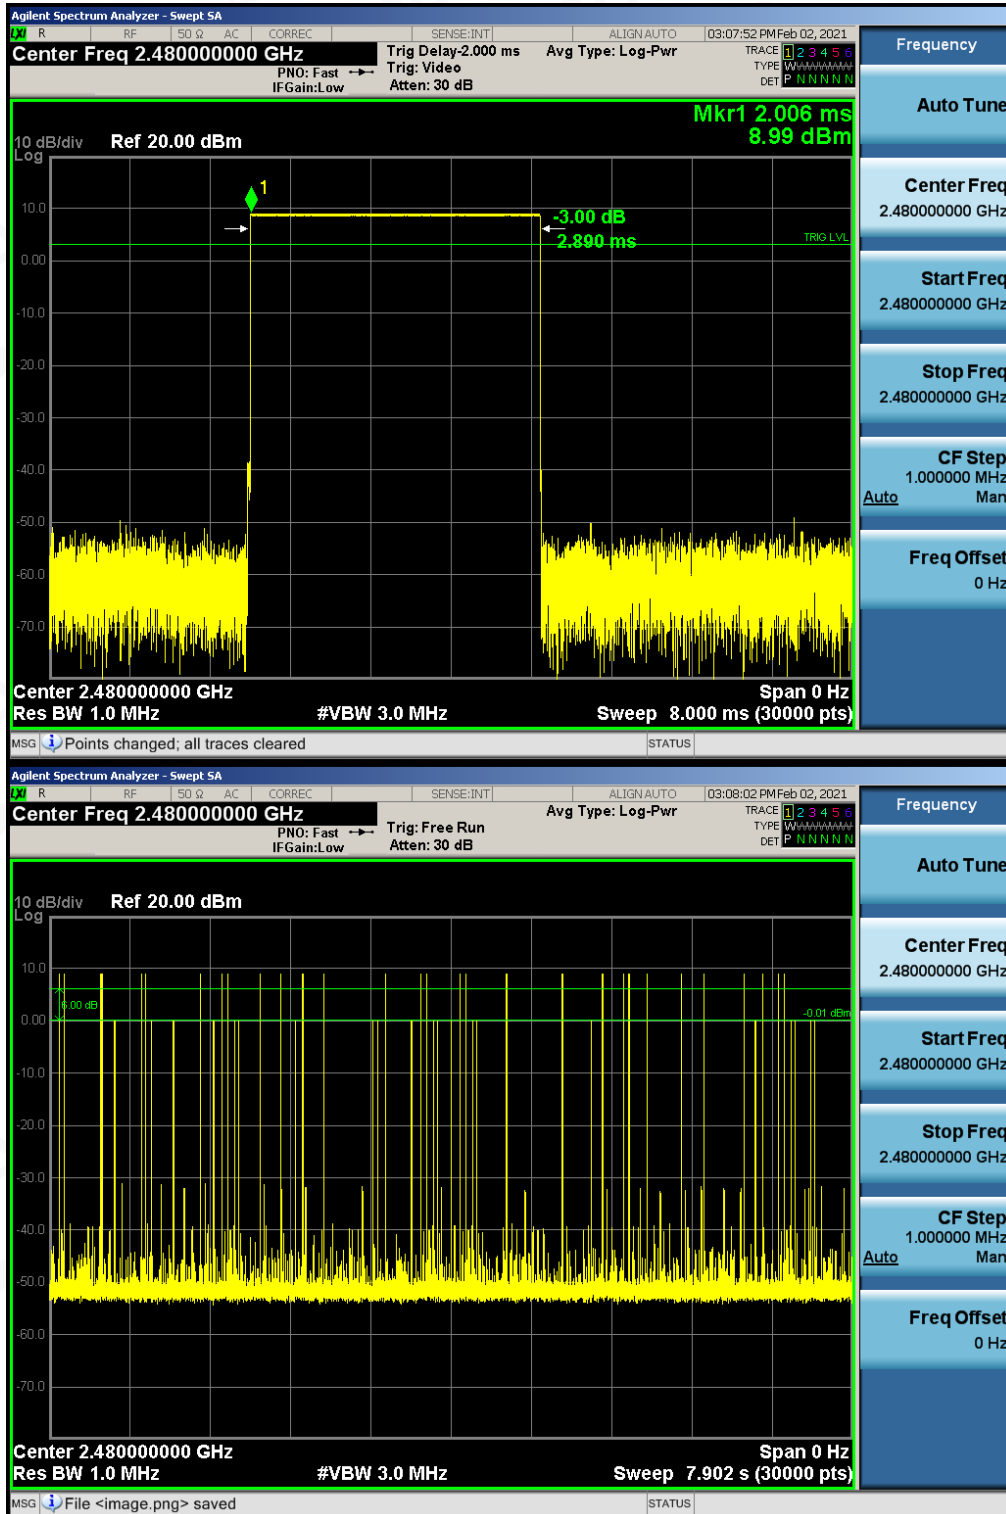 Agilent Spectrum Analyzer - Swept SA
LXI R RF 50 Ω AC CORREC SENSE:INT ALIGN AUTO 03:07:52 PM Feb 02, 2021
Center Freq 2.480000000 GHz
PNO: Fast
IFGain:Low
Trig Delay-2.000 ms
Trig: Video
Atten: 30 dB
Avg Type: Log-Pwr
TRACE 1 2 3 4 5 6
TYPE WWWWWW
DET P N N N N N
Mkr1 2.006 ms
8.99 dBm
10 dB/div Ref 20.00 dBm
Log
1
10.0
-3.00 dB
2.890 ms
TRIG LVL
0.00
-10.0
-20.0
-30.0
-40.0
-50.0
-60.0
-70.0
Center 2.480000000 GHz Span 0 Hz
Res BW 1.0 MHz #VBW 3.0 MHz Sweep 8.000 ms (30000 pts)
MSG Points changed; all traces cleared STATUS
Frequency
Auto Tune
Center Freq
2.480000000 GHz
Start Freq
2.480000000 GHz
Stop Freq
2.480000000 GHz
CF Step
1.000000 MHz
Auto Man
Freq Offset
0 Hz
Agilent Spectrum Analyzer - Swept SA
LXI R RF 50 Ω AC CORREC SENSE:INT ALIGN AUTO 03:08:02 PM Feb 02, 2021
Center Freq 2.480000000 GHz
PNO: Fast
IFGain:Low
Trig: Free Run
Atten: 30 dB
Avg Type: Log-Pwr
TRACE 1 2 3 4 5 6
TYPE WWWWWW
DET P N N N N N
10 dB/div Ref 20.00 dBm
Log
10.0
6.00 dB
-0.01 dBm
0.00
-10.0
-20.0
-30.0
-40.0
-50.0
-60.0
-70.0
Center 2.480000000 GHz Span 0 Hz
Res BW 1.0 MHz #VBW 3.0 MHz Sweep 7.902 s (30000 pts)
MSG File <image.png> saved STATUS
Frequency
Auto Tune
Center Freq
2.480000000 GHz
Start Freq
2.480000000 GHz
Stop Freq
2.480000000 GHz
CF Step
1.000000 MHz
Auto Man
Freq Offset
0 Hz